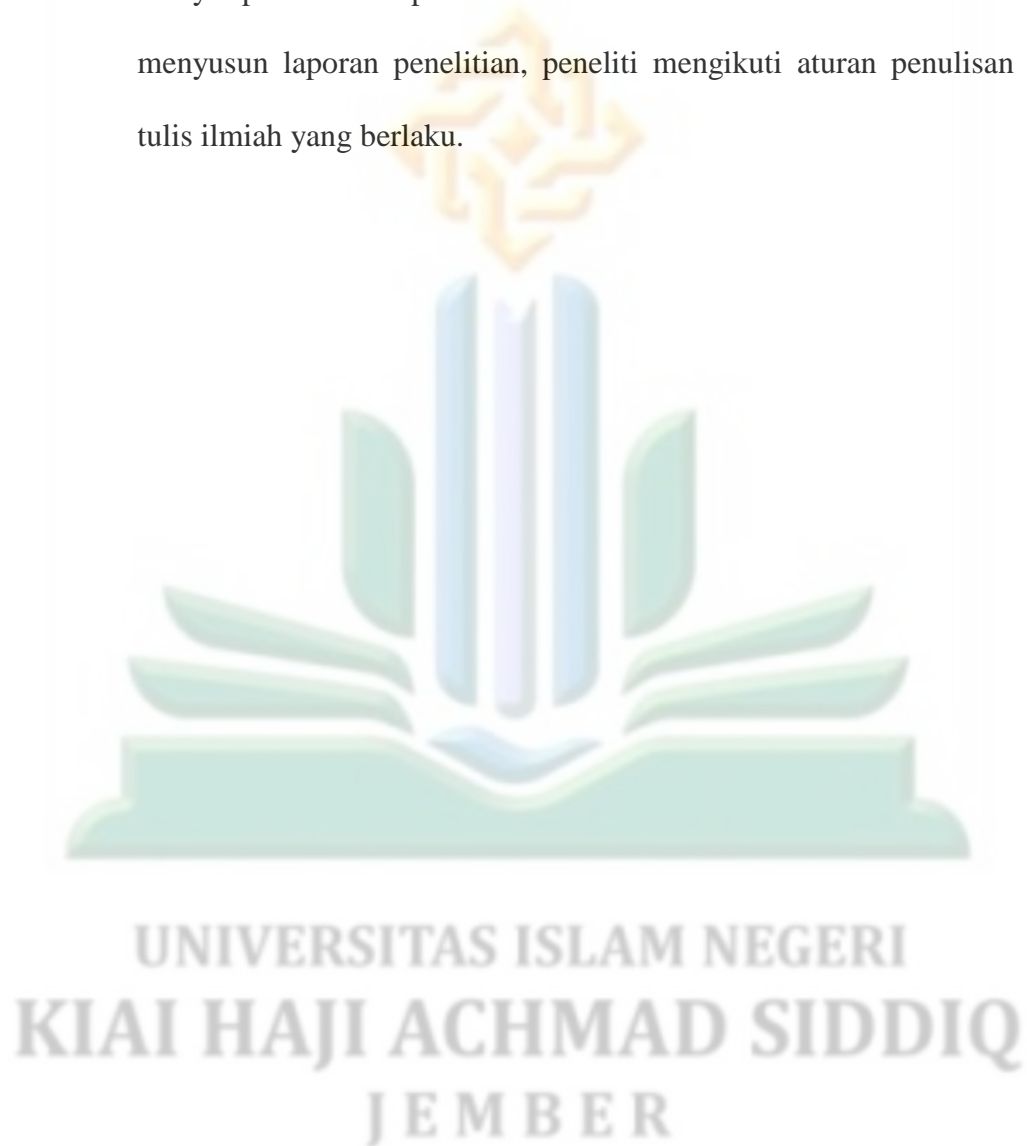 menyusun laporan penelitian, peneliti mengikuti aturan penulisan
tulis ilmiah yang berlaku.
UNIVERSITAS ISLAM NEGERI
KIAI HAJI ACHMAD SIDDIQ
JEMBER